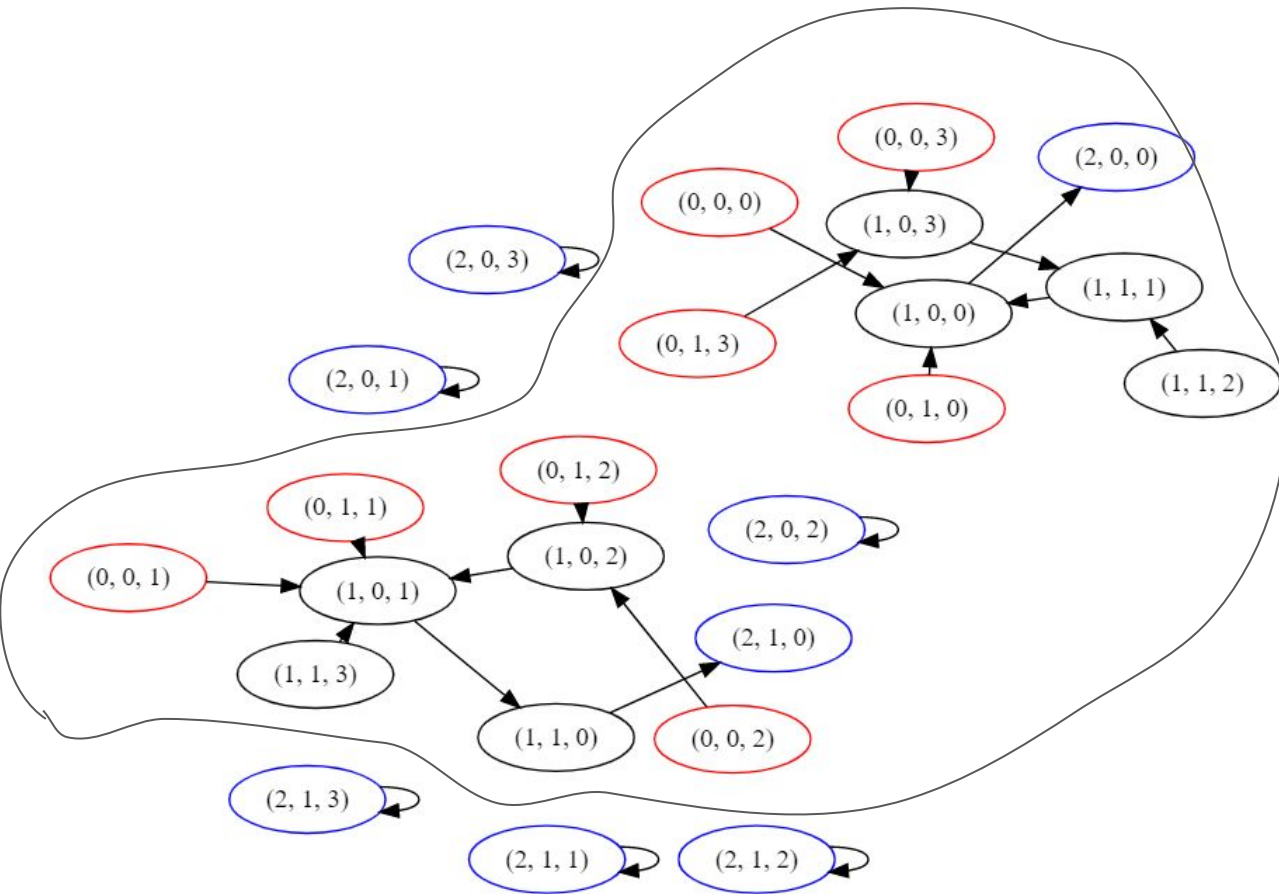 (0, 0, 3)
(2, 0, 0)
(0, 0, 0)
(1, 0, 3)
(2, 0, 3)
(1, 1, 1)
(1, 0, 0)
(0, 1, 3)
(2, 0, 1)
(1, 1, 2)
(0, 1, 0)
(0, 1, 2)
(0, 1, 1)
(2, 0, 2)
(1, 0, 2)
(0, 0, 1)
(1, 0, 1)
(2, 1, 0)
(1, 1, 3)
(1, 1, 0)
(0, 0, 2)
(2, 1, 3)
(2, 1, 1)
(2, 1, 2)